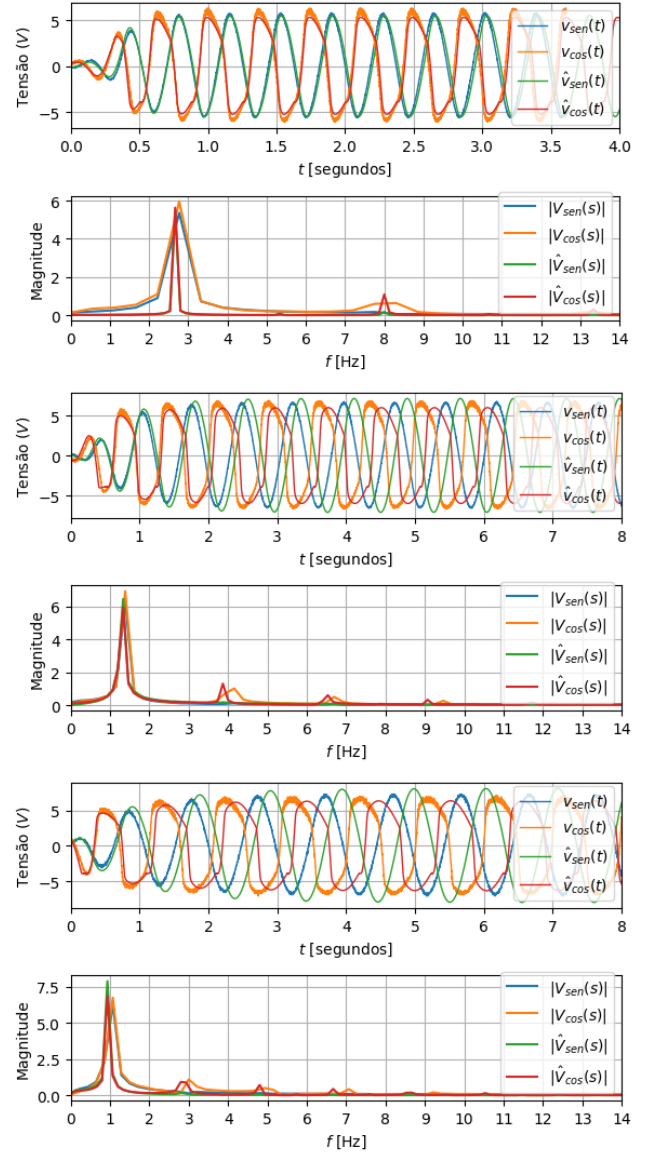 Tensão (V)
5
0
−5
0.0 0.5 1.0 1.5 2.0 2.5 3.0 3.5 4.0
t [segundos]
v_sen(t)
v_cos(t)
v̂_sen(t)
v̂_cos(t)
Magnitude
6
4
2
0
0 1 2 3 4 5 6 7 8 9 10 11 12 13 14
f [Hz]
|V_sen(s)|
|V_cos(s)|
|V̂_sen(s)|
|V̂_cos(s)|
Tensão (V)
5
0
−5
0 1 2 3 4 5 6 7 8
t [segundos]
v_sen(t)
v_cos(t)
v̂_sen(t)
v̂_cos(t)
Magnitude
6
4
2
0
0 1 2 3 4 5 6 7 8 9 10 11 12 13 14
f [Hz]
|V_sen(s)|
|V_cos(s)|
|V̂_sen(s)|
|V̂_cos(s)|
Tensão (V)
5
0
−5
0 1 2 3 4 5 6 7 8
t [segundos]
v_sen(t)
v_cos(t)
v̂_sen(t)
v̂_cos(t)
Magnitude
7.5
5.0
2.5
0.0
0 1 2 3 4 5 6 7 8 9 10 11 12 13 14
f [Hz]
|V_sen(s)|
|V_cos(s)|
|V̂_sen(s)|
|V̂_cos(s)|